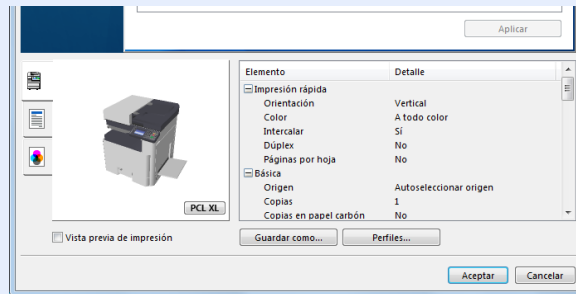 Aplicar
Elemento Detalle
Impresión rápida
Orientación Vertical
Color A todo color
Intercalar Sí
Dúplex No
Páginas por hoja No
Básica
Origen Autoseleccionar origen
Copias 1
Copias en papel carbón No
PCL XL
Vista previa de impresión Guardar como... Perfiles...
Aceptar Cancelar